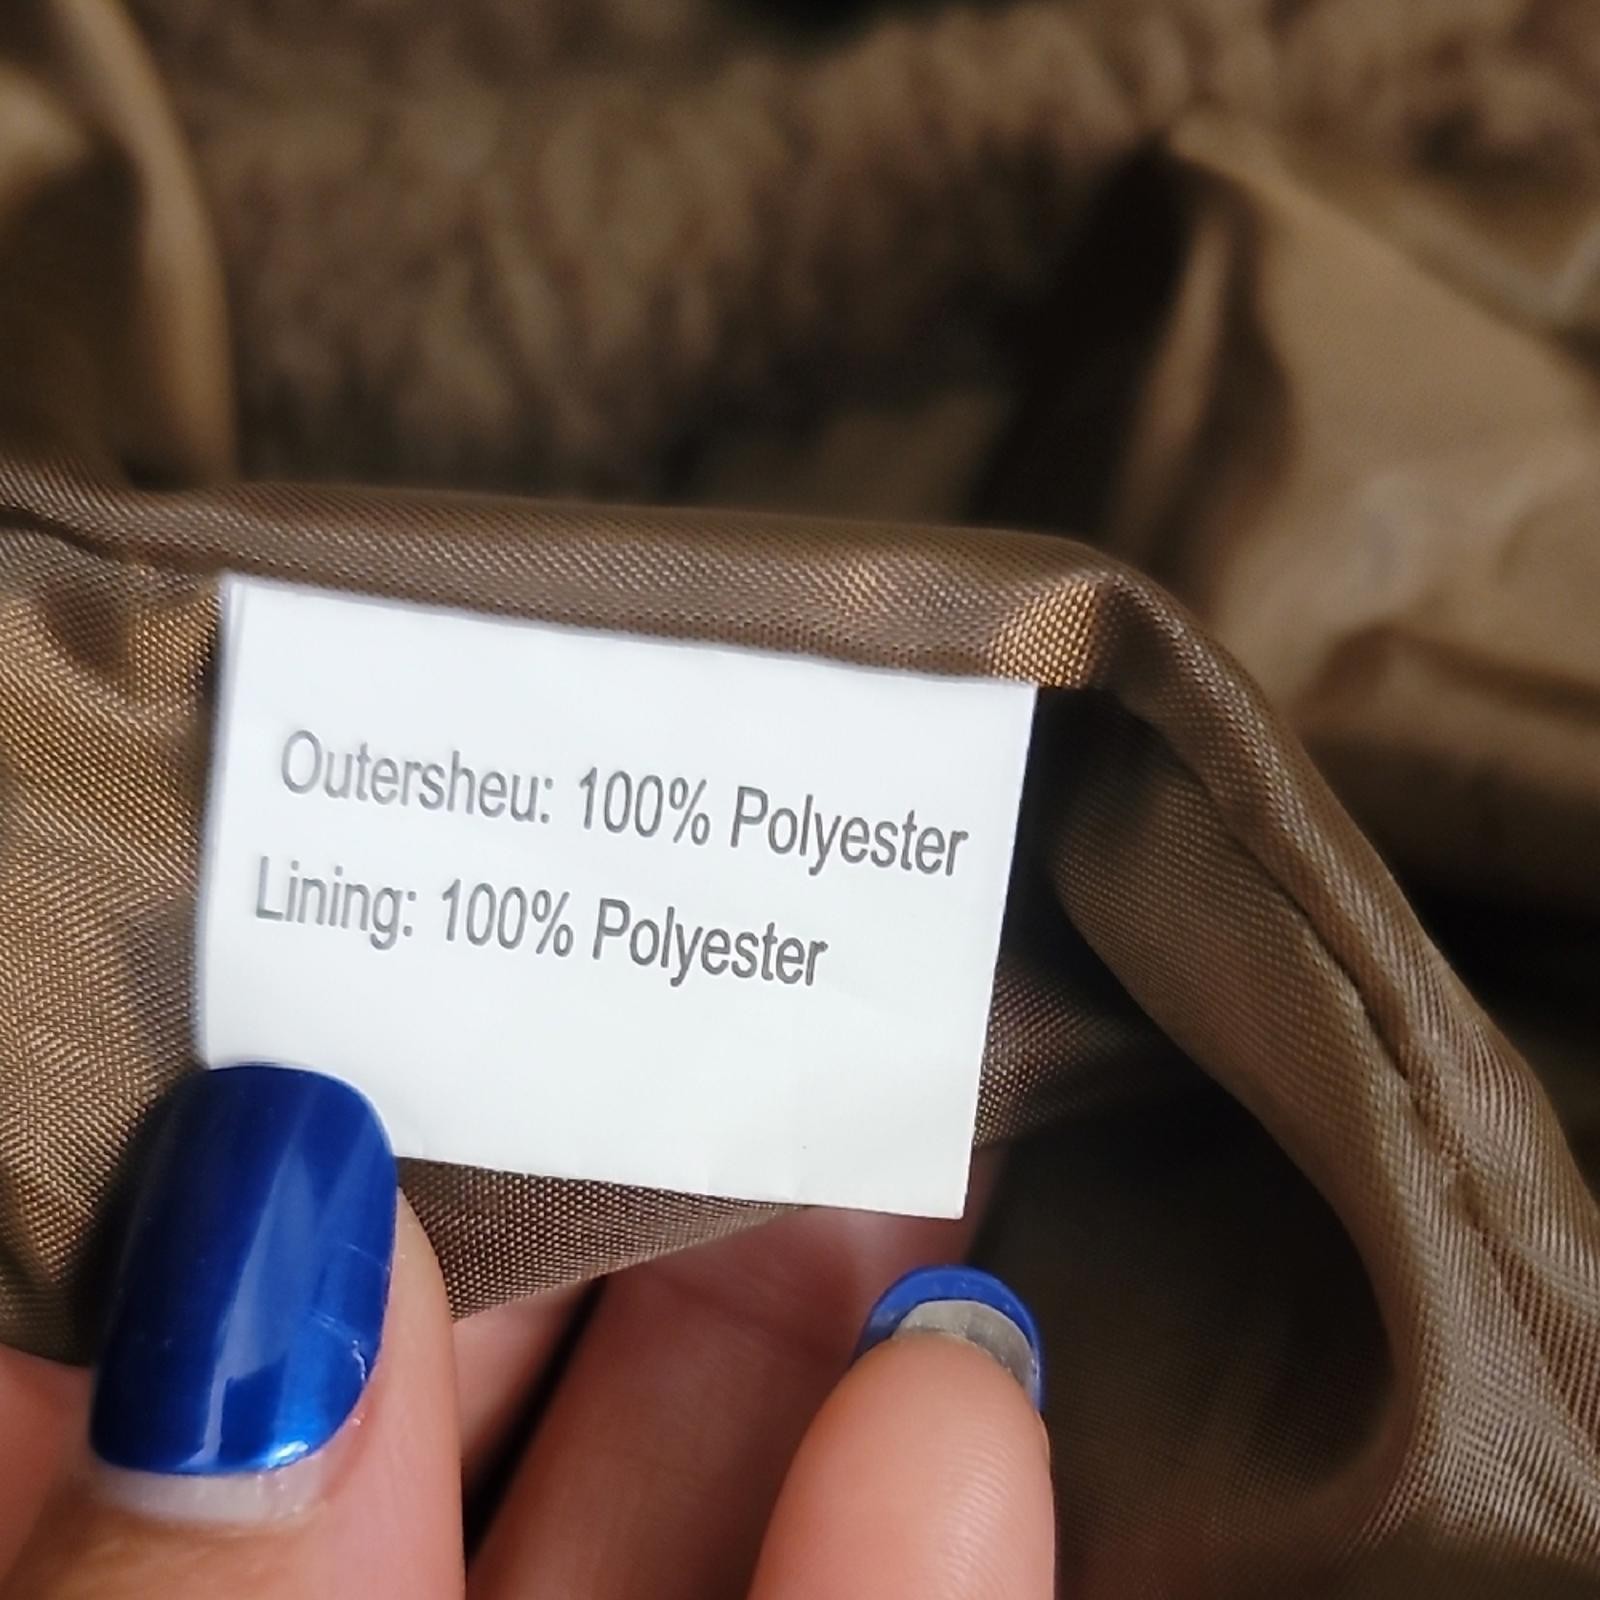 Outersheu: 100% Polyester
Lining: 100% Polyester